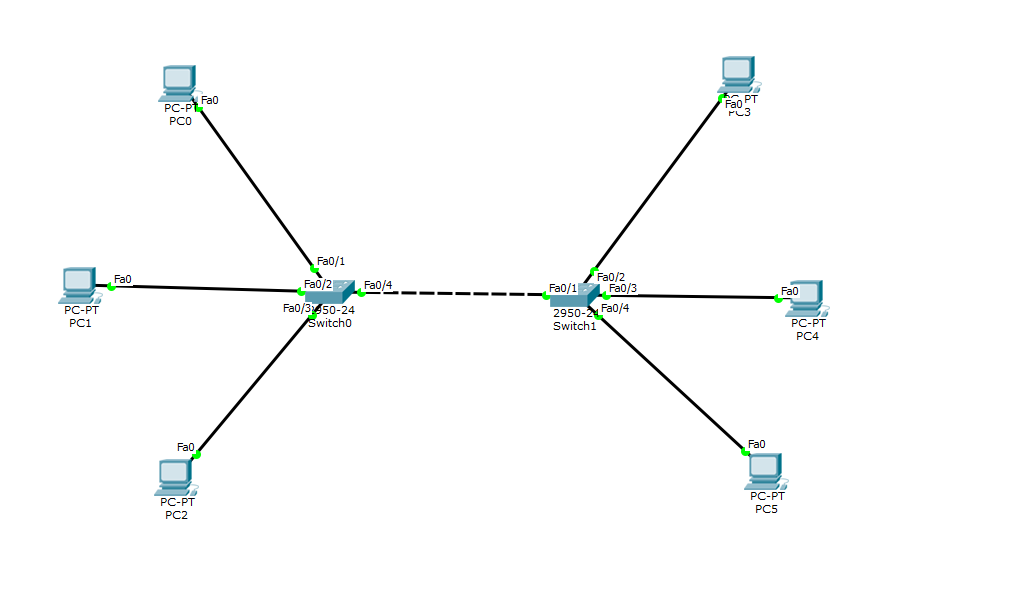 Fa0
PC-PT
PC0
Fa0
PC-PT
PC3
Fa0/1
Fa0
Fa0/2
Fa0/4
Fa0/3
2950-24
Switch0
PC-PT
PC1
Fa0/2
Fa0/1
Fa0/3
Fa0
Fa0/4
2950-24
Switch1
PC-PT
PC4
Fa0
PC-PT
PC2
Fa0
PC-PT
PC5